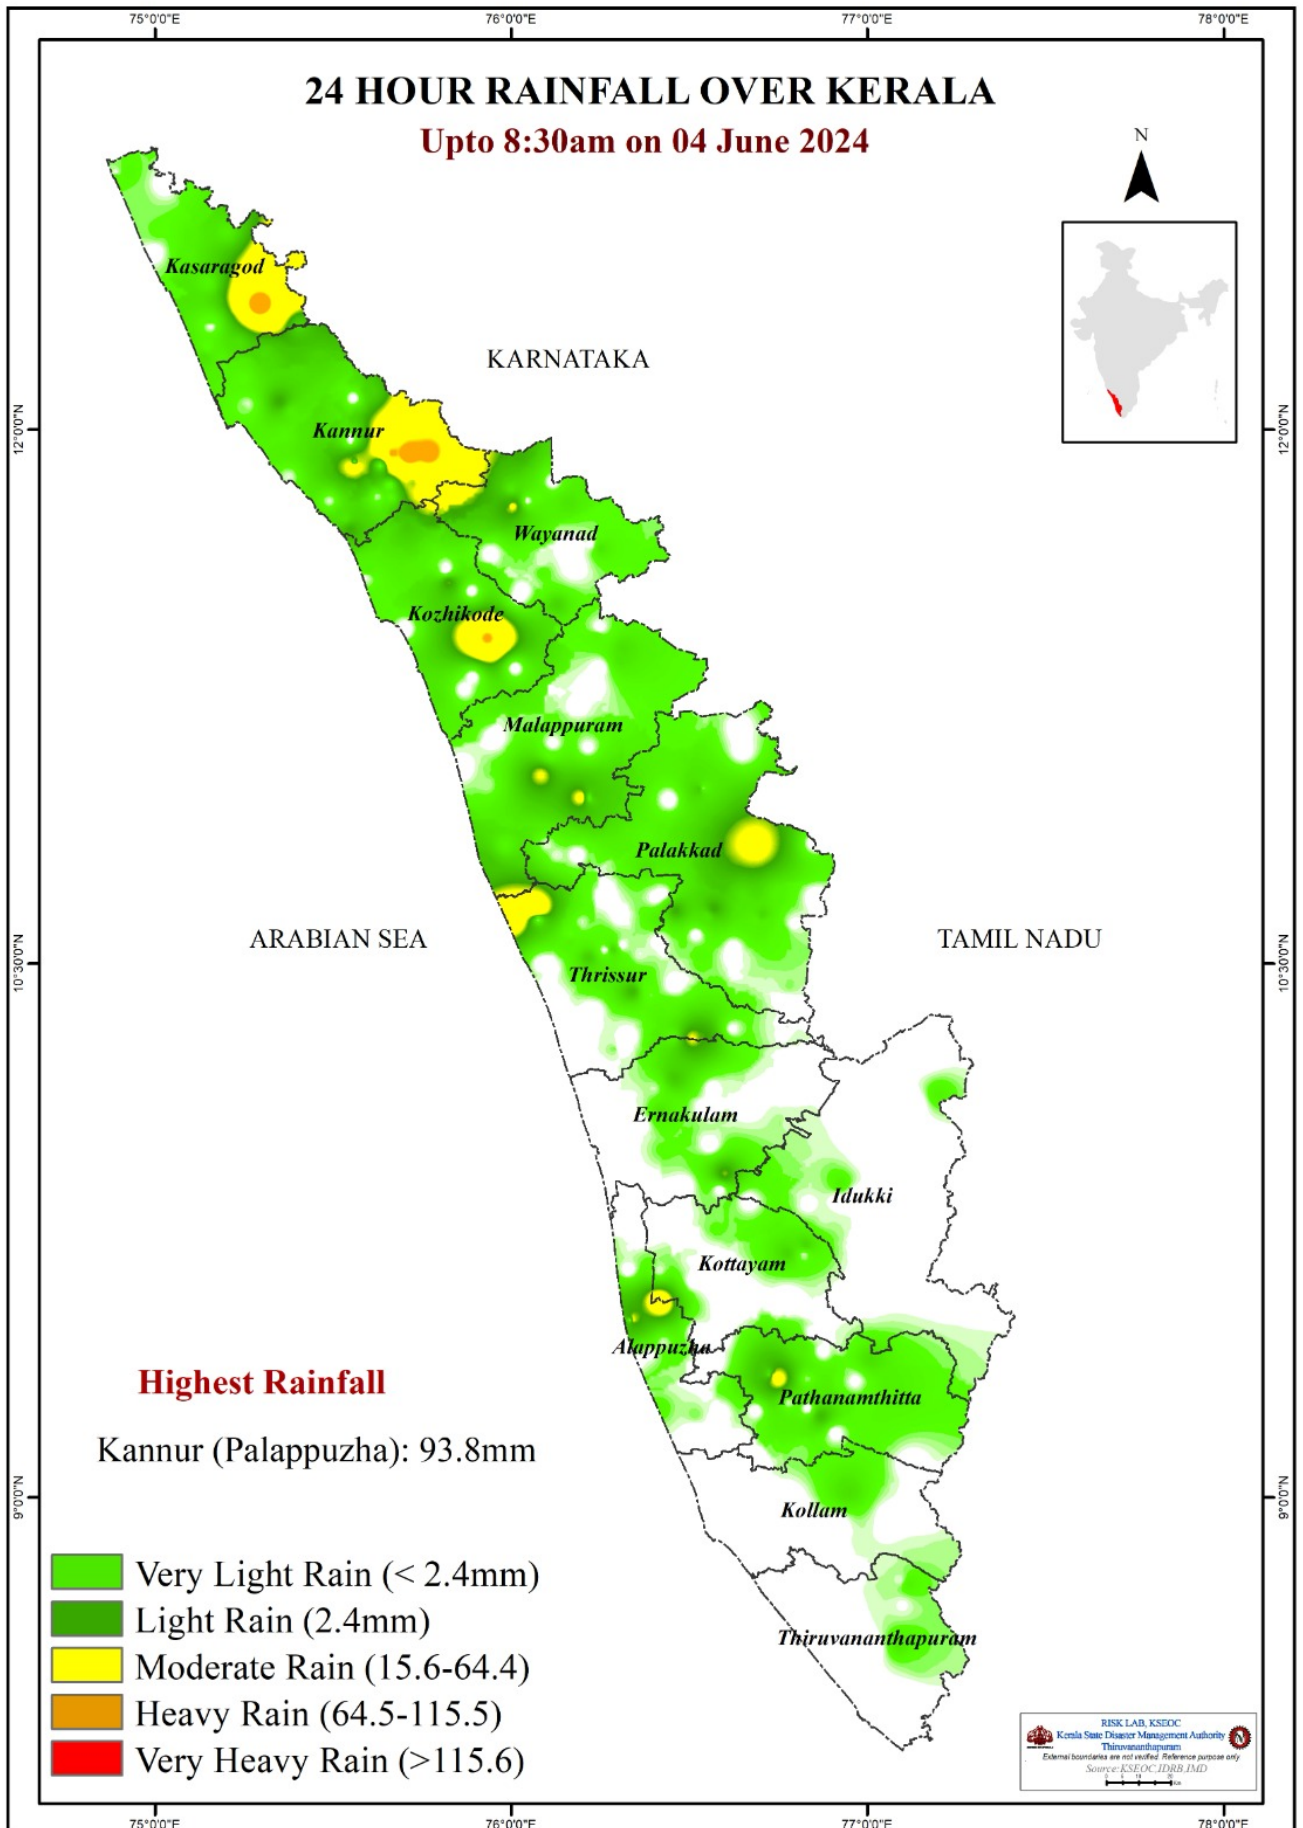 75°0'0"E 76°0'0"E 77°0'0"E 78°0'0"E
24 HOUR RAINFALL OVER KERALA
Upto 8:30am on 04 June 2024
N
Kasaragod
KARNATAKA
12°0'0"N
Kannur
12°0'0"N
Wayanad
Kozhikode
Malappuram
Palakkad
ARABIAN SEA
TAMIL NADU
10°30'0"N
Thrissur
10°30'0"N
Ernakulam
Idukki
Kottayam
Alappuzha
Highest Rainfall
Pathanamthitta
Kannur (Palappuzha): 93.8mm
9°0'0"N
Kollam
9°0'0"N
Very Light Rain (< 2.4mm)
Light Rain (2.4mm)
Thiruvananthapuram
Moderate Rain (15.6-64.4)
Heavy Rain (64.5-115.5)
Very Heavy Rain (>115.6)
RISK LAB, KSEOC
Kerala State Disaster Management Authority
Thiruvananthapuram
External boundaries are not verified. Reference purpose only
Source:KSEOC,IDRB,IMD
75°0'0"E 76°0'0"E 77°0'0"E 78°0'0"E